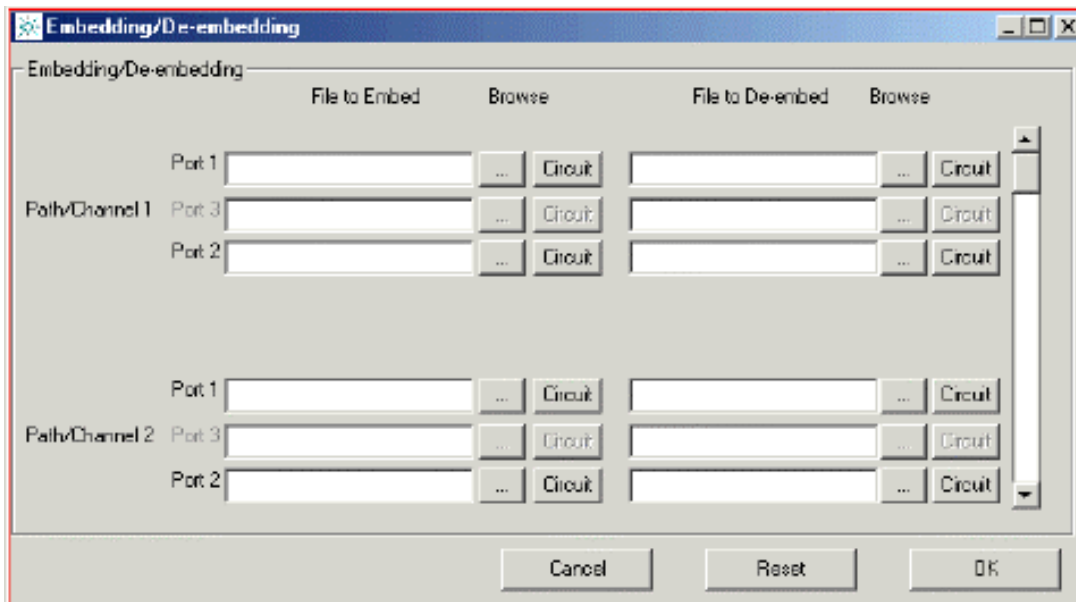 Embedding/De-embedding
Embedding/De-embedding
File to Embed Browse File to De-embed Browse
Port 1 ... Circuit ... Circuit
Path/Channel 1 Port 3 ... Circuit ... Circuit
Port 2 ... Circuit ... Circuit
Port 1 ... Circuit ... Circuit
Path/Channel 2 Port 3 ... Circuit ... Circuit
Port 2 ... Circuit ... Circuit
Cancel Reset OK